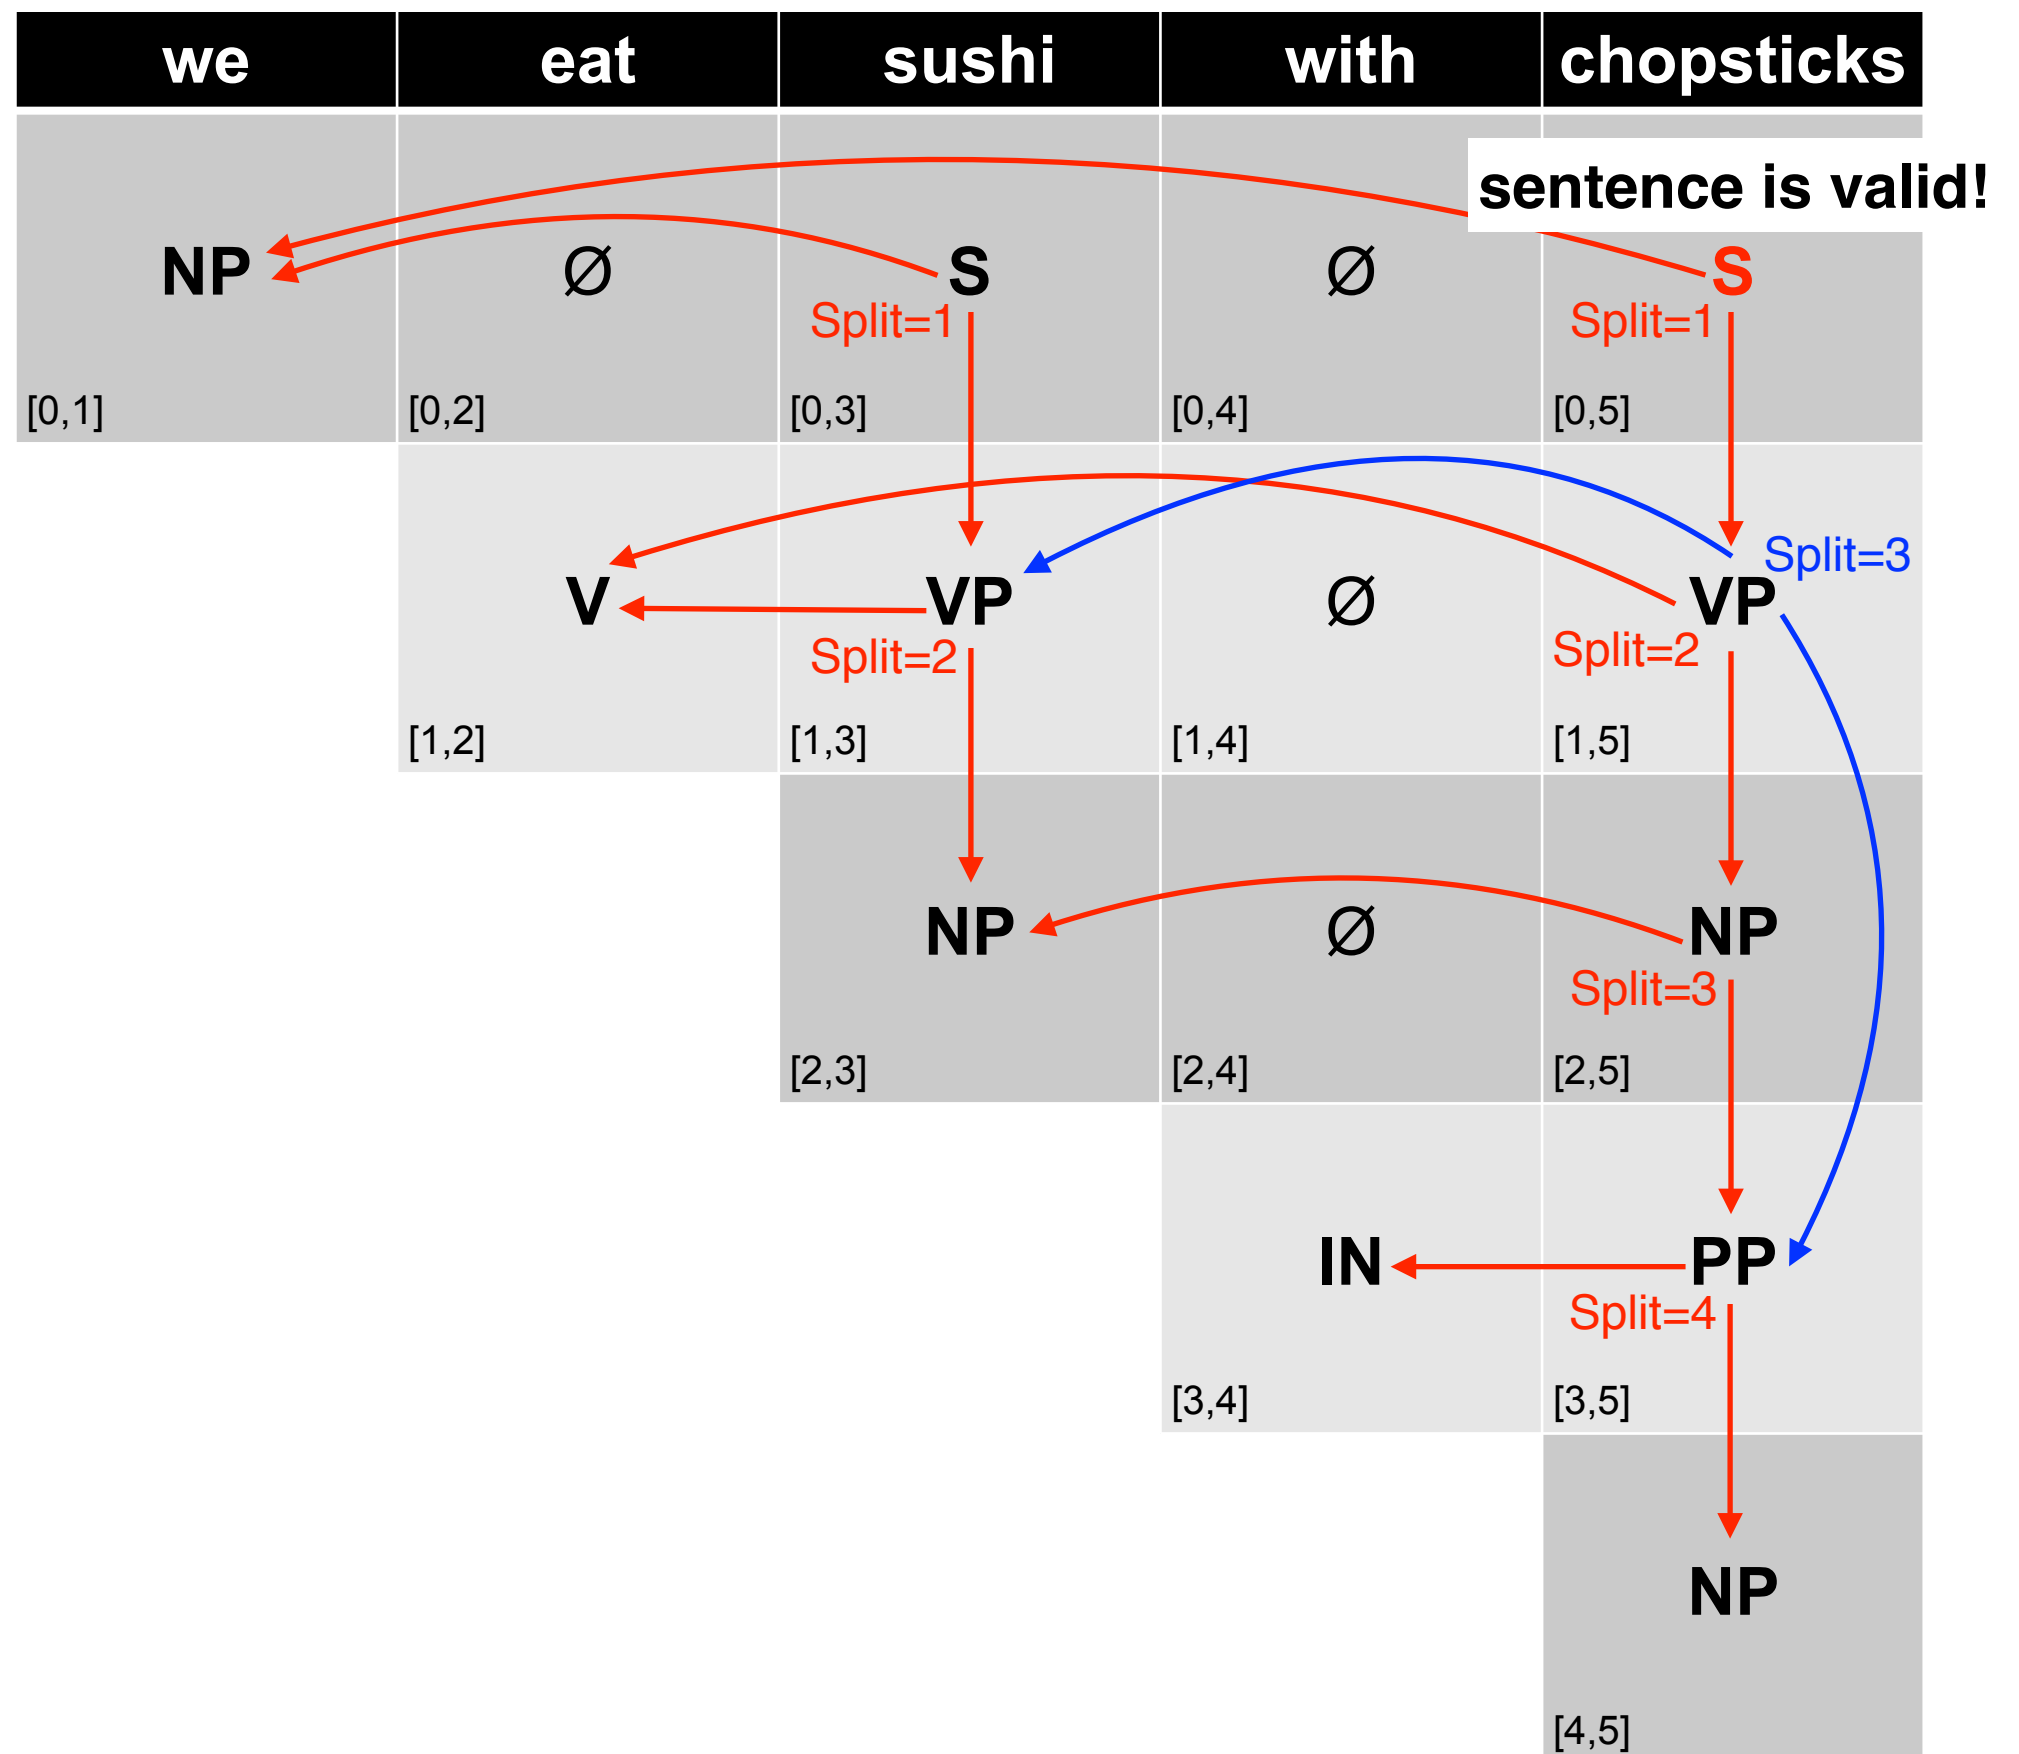 we eat sushi with chopsticks
sentence is valid!
NP Ø S Ø S
Split=1 Split=1
[0,1] [0,2] [0,3] [0,4] [0,5]
Split=3
V VP Ø VP
Split=2 Split=2
[1,2] [1,3] [1,4] [1,5]
NP Ø NP
Split=3
[2,3] [2,4] [2,5]
IN PP
Split=4
[3,4] [3,5]
NP
[4,5]